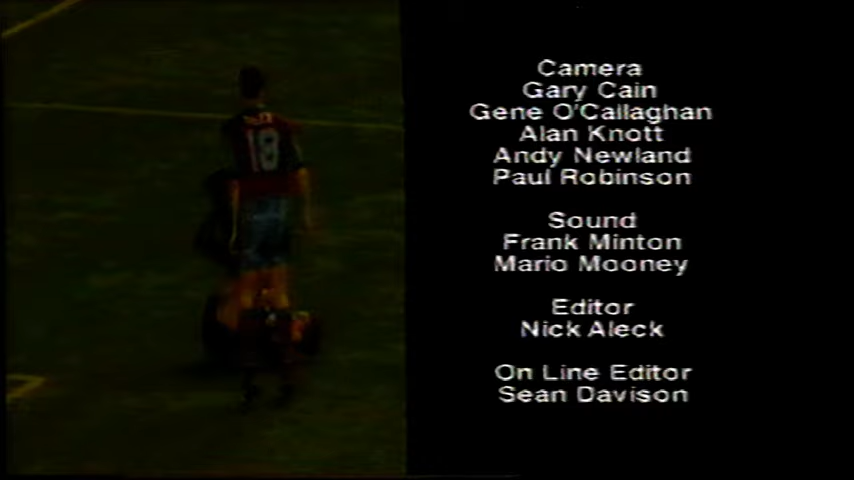 18
Camera
Gary Cain
Gene O'Callaghan
Alan Knott
Andy Newland
Paul Robinson
Sound
Frank Minton
Mario Mooney
Editor
Nick Aleck
On Line Editor
Sean Davison